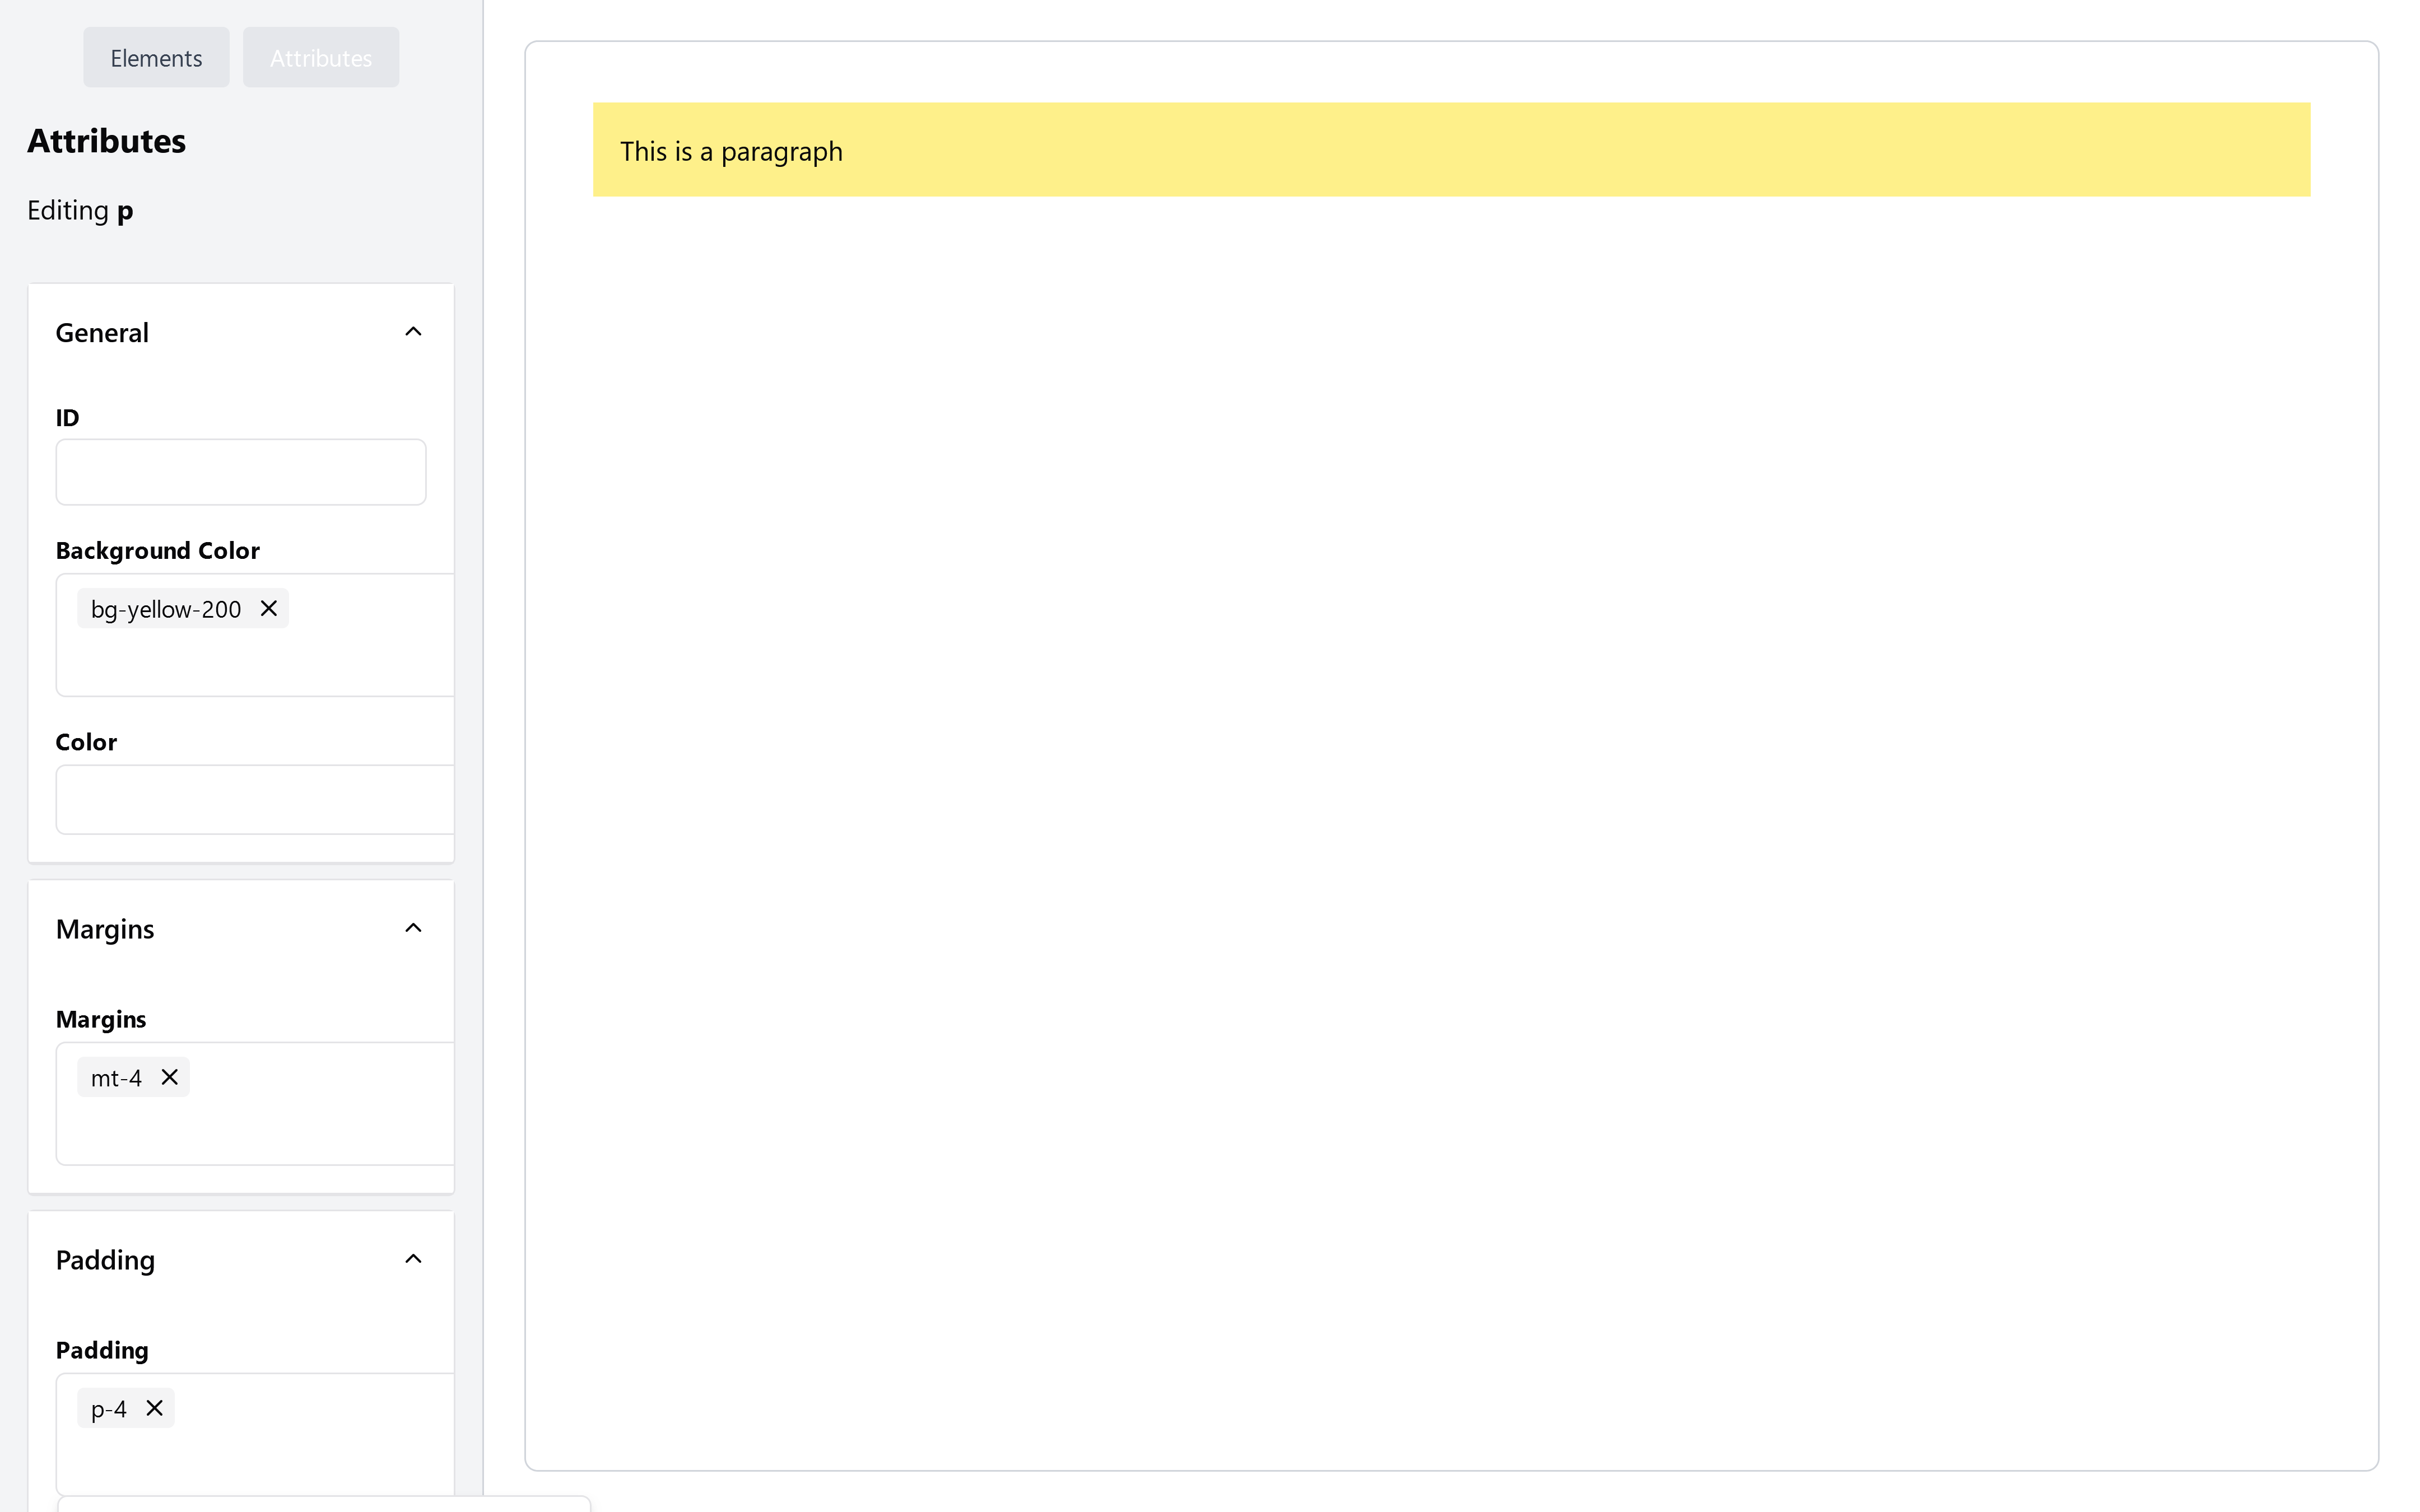 Elements
Attributes
Attributes
Editing p
General
ID
Background Color
bg-yellow-200
Color
Margins
Margins
mt-4
Padding
Padding
p-4
This is a paragraph